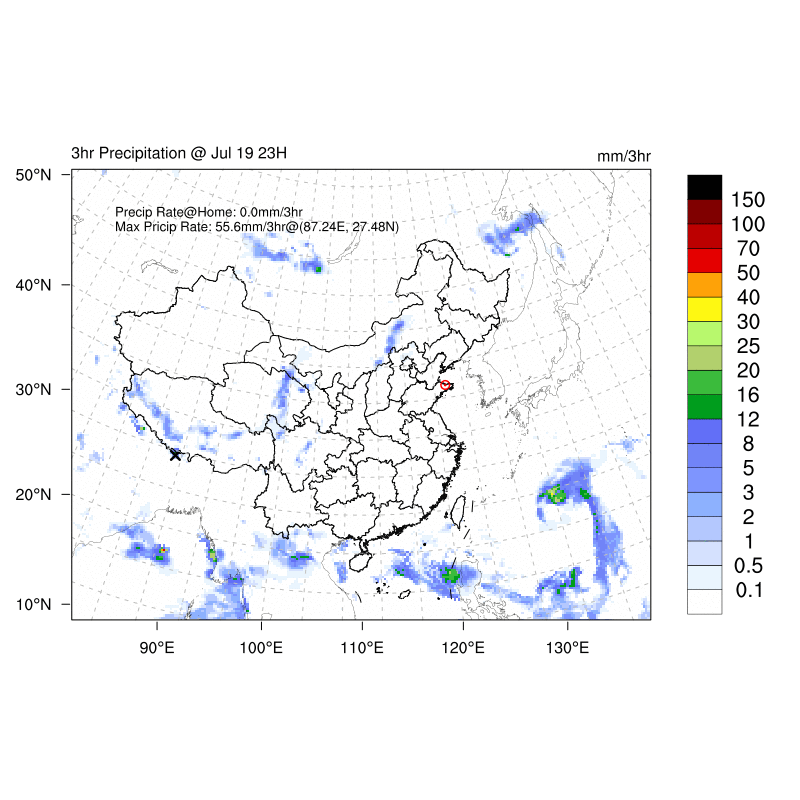 3hr Precipitation @ Jul 19 23H
mm/3hr
Precip Rate@Home: 0.0mm/3hr
Max Pricip Rate: 55.6mm/3hr@(87.24E, 27.48N)
50°N
40°N
30°N
20°N
10°N
90°E
100°E
110°E
120°E
130°E
150
100
70
50
40
30
25
20
16
12
8
5
3
2
1
0.5
0.1